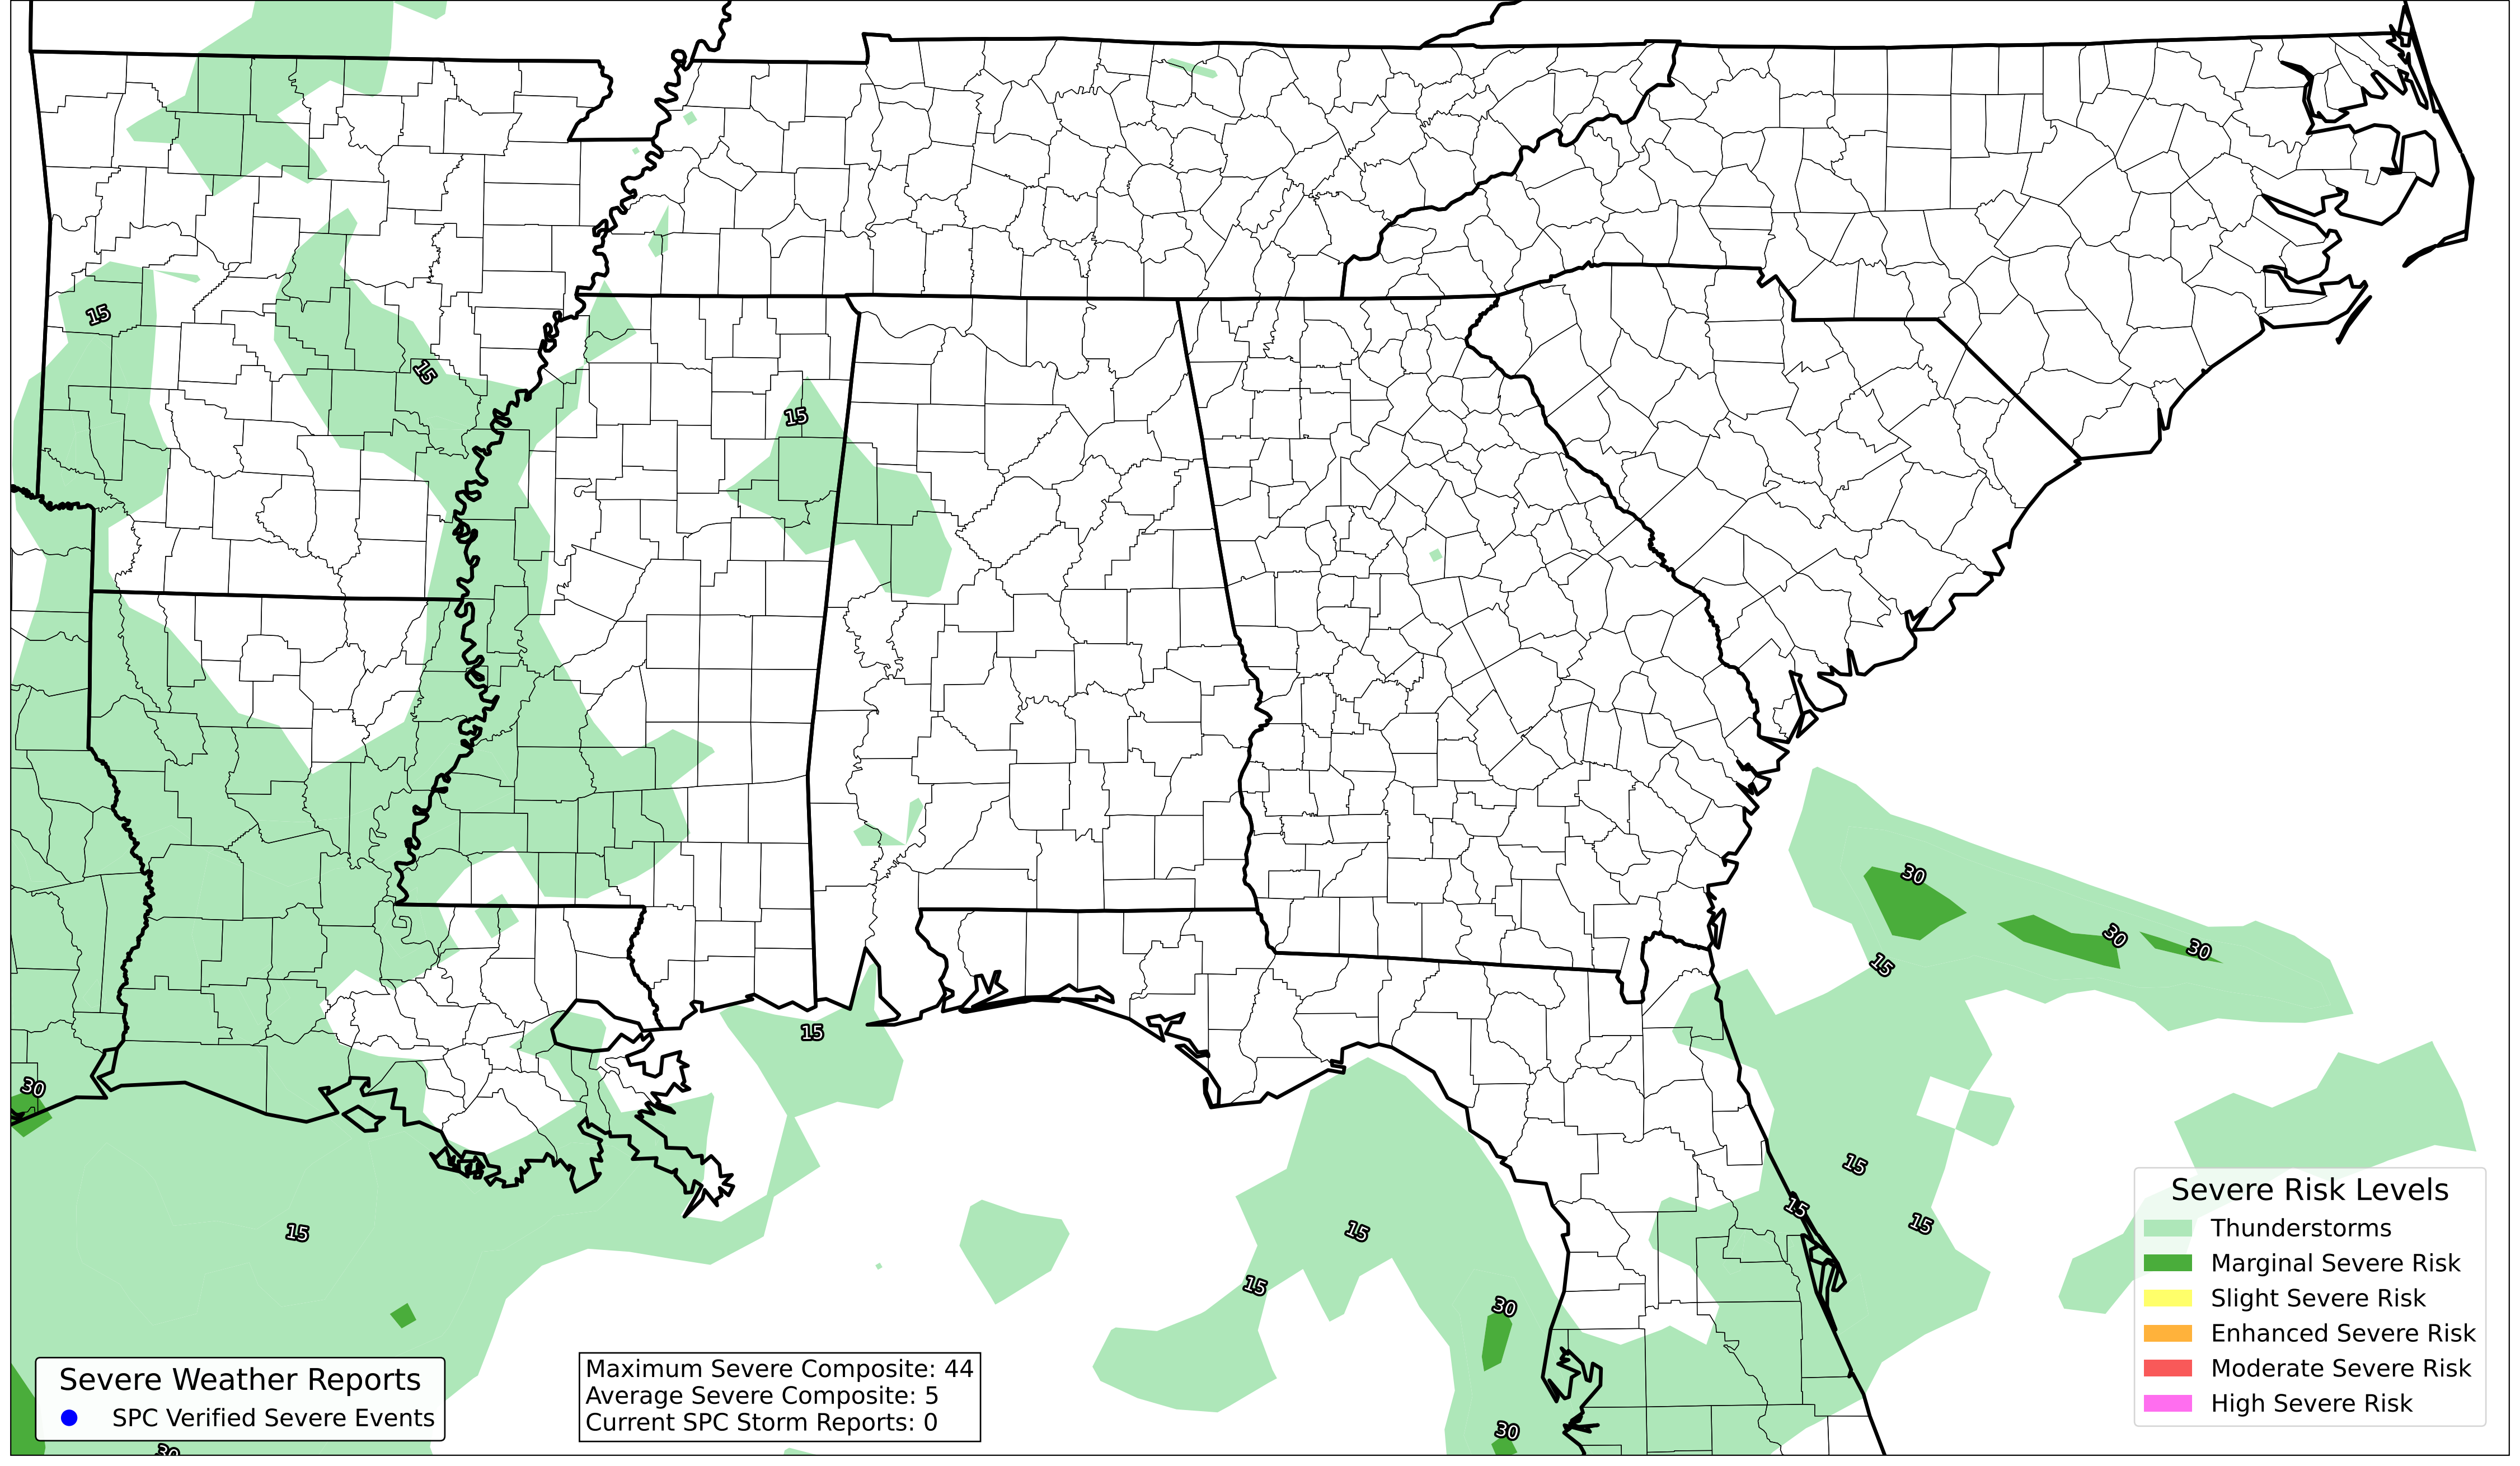 15
15
15
30
30
30
15
15
30
15
15
15
15
15
15
30
30
30
Severe Risk Levels
Thunderstorms
Marginal Severe Risk
Slight Severe Risk
Enhanced Severe Risk
Moderate Severe Risk
High Severe Risk
Severe Weather Reports
SPC Verified Severe Events
Maximum Severe Composite: 44
Average Severe Composite: 5
Current SPC Storm Reports: 0